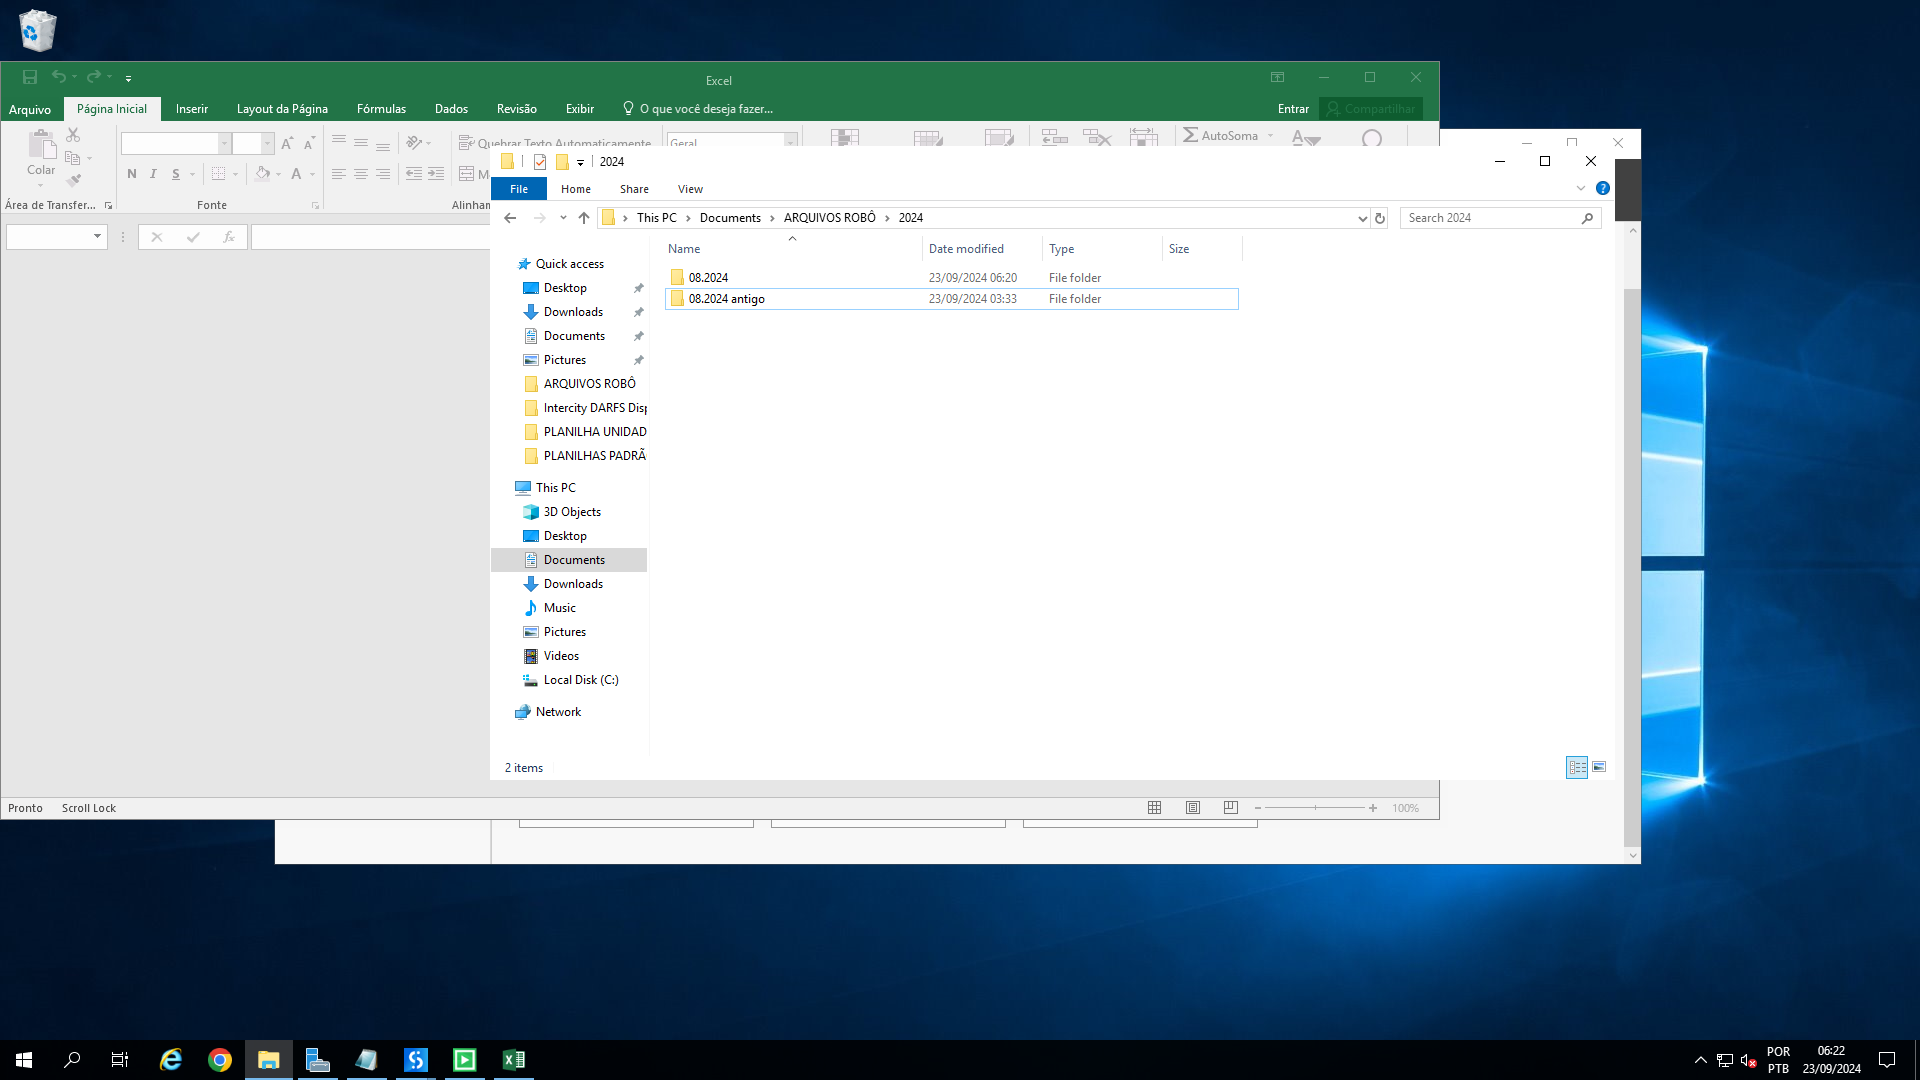 Excel
Arquivo
Página Inicial
Inserir
Layout da Página
Fórmulas
Dados
Revisão
Exibir
O que você deseja fazer...
Entrar
Compartilhar
Colar
Quebrar Texto Automaticamente
Geral
AutoSoma
N I S
Área de Transfer...
Fonte
Alinham
2024
File
Home
Share
View
This PC
Documents
ARQUIVOS ROBÔ
2024
Search 2024
Name
Date modified
Type
Size
08.2024
23/09/2024 06:20
File folder
08.2024 antigo
23/09/2024 03:33
File folder
Quick access
Desktop
Downloads
Documents
Pictures
ARQUIVOS ROBÔ
Intercity DARFS Disp
PLANILHA UNIDAD
PLANILHAS PADRÃ
This PC
3D Objects
Desktop
Documents
Downloads
Music
Pictures
Videos
Local Disk (C:)
Network
2 items
Pronto
Scroll Lock
100%
POR
PTB
06:22
23/09/2024